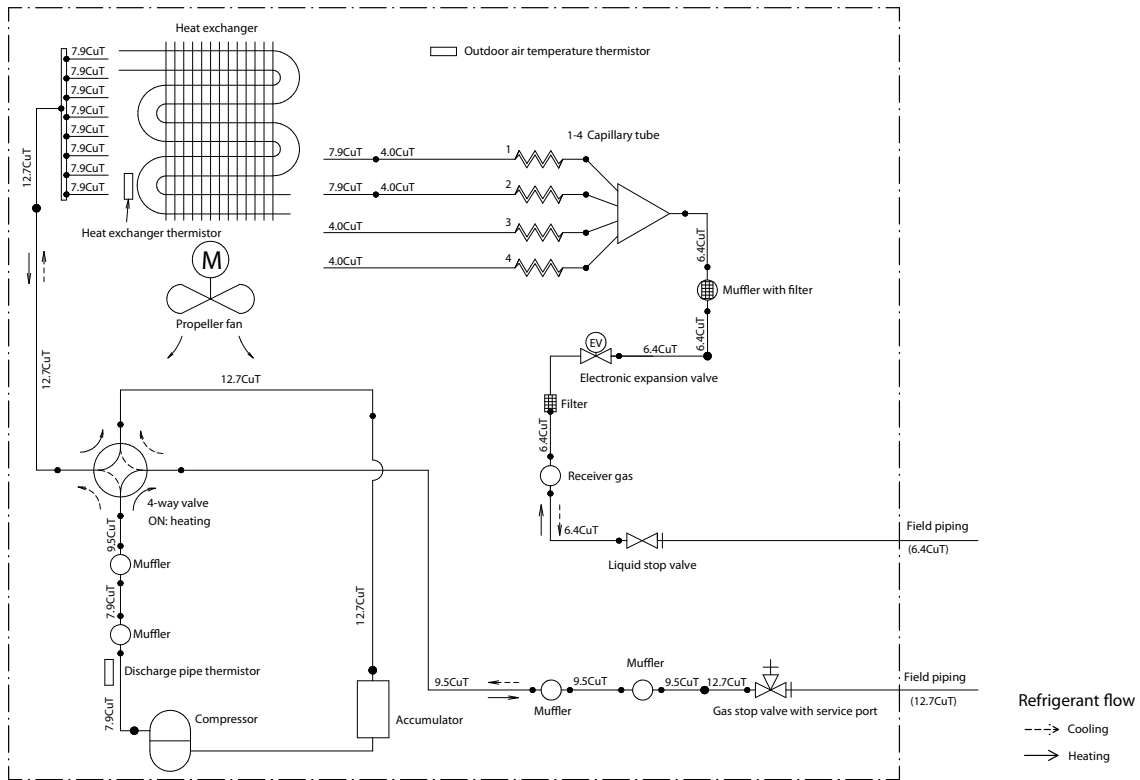 Heat exchanger
Outdoor air temperature thermistor
7.9CuT
7.9CuT
7.9CuT
7.9CuT
7.9CuT
7.9CuT
7.9CuT
7.9CuT
12.7CuT
Heat exchanger thermistor
1-4 Capillary tube
7.9CuT 4.0CuT 1
7.9CuT 4.0CuT 2
4.0CuT 3
4.0CuT 4
6.4CuT
Muffler with filter
6.4CuT
M
Propeller fan
EV
6.4CuT
Electronic expansion valve
12.7CuT
12.7CuT
Filter
6.4CuT
Receiver gas
4-way valve
ON: heating
6.4CuT
Liquid stop valve
Field piping
(6.4CuT)
9.5CuT
Muffler
7.9CuT
Muffler
12.7CuT
Discharge pipe thermistor
7.9CuT
Compressor
Accumulator
9.5CuT
Muffler
9.5CuT
Muffler
9.5CuT
12.7CuT
Gas stop valve with service port
Field piping
(12.7CuT)
Refrigerant flow
Cooling
Heating